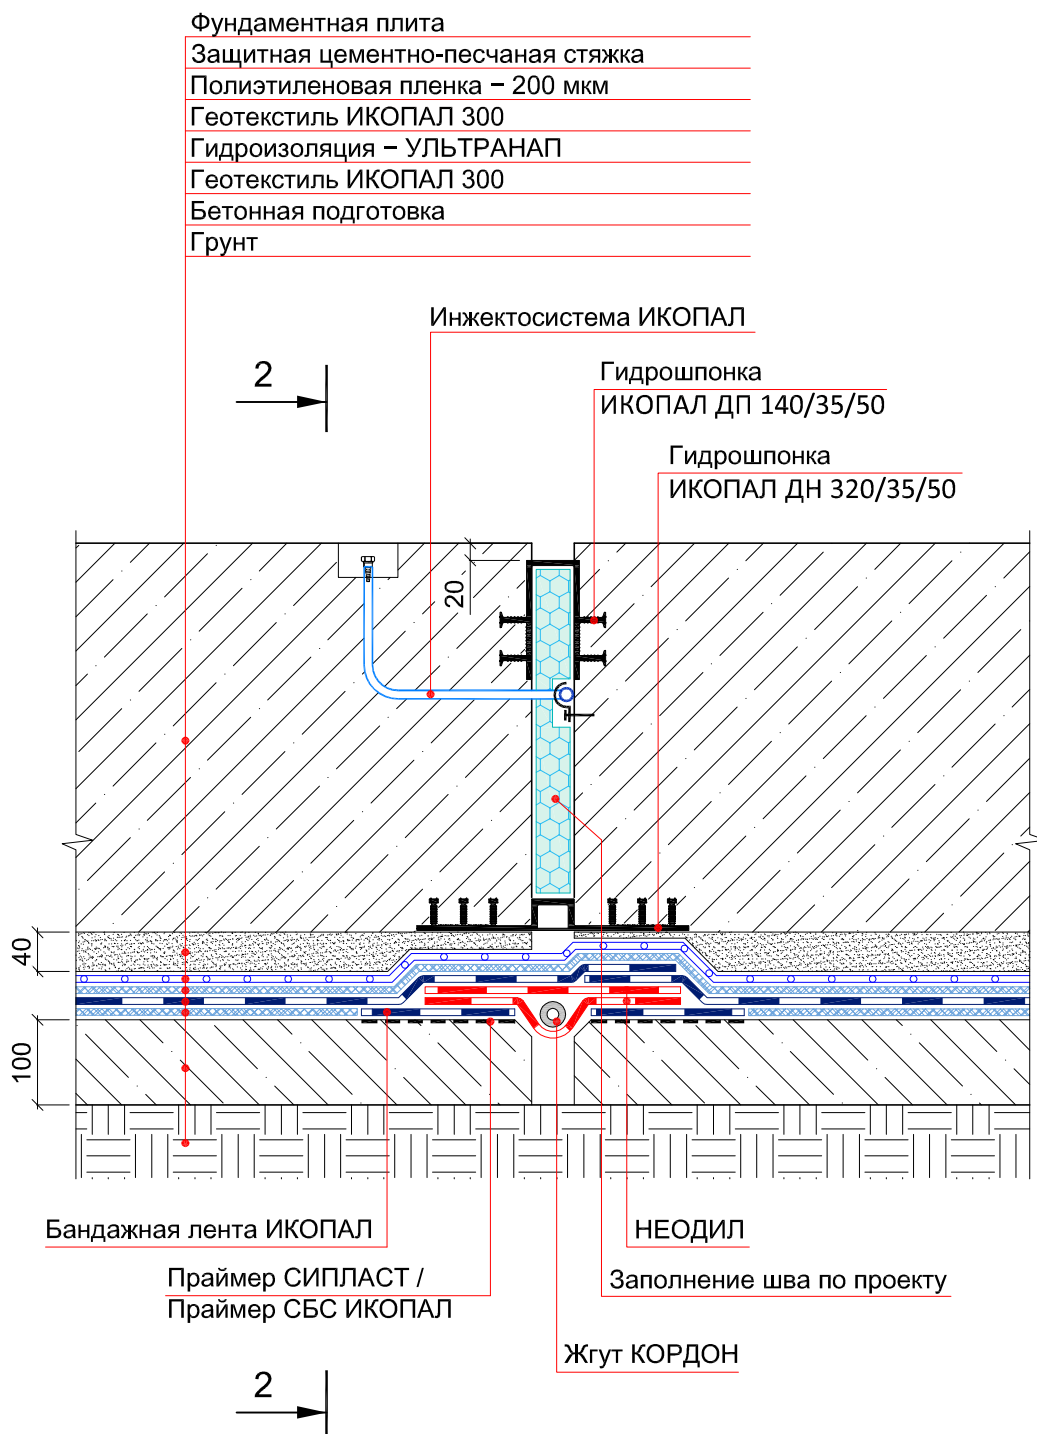 Фундаментная плита
Защитная цементно-песчаная стяжка
Полиэтиленовая пленка – 200 мкм
Геотекстиль ИКОПАЛ 300
Гидроизоляция – УЛЬТРАНАП
Геотекстиль ИКОПАЛ 300
Бетонная подготовка
Грунт
Инжектосистема ИКОПАЛ
2
Гидрошпонка
ИКОПАЛ ДП 140/35/50
Гидрошпонка
ИКОПАЛ ДН 320/35/50
20
40
100
Бандажная лента ИКОПАЛ
НЕОДИЛ
Праймер СИПЛАСТ /
Праймер СБС ИКОПАЛ
Заполнение шва по проекту
Жгут КОРДОН
2